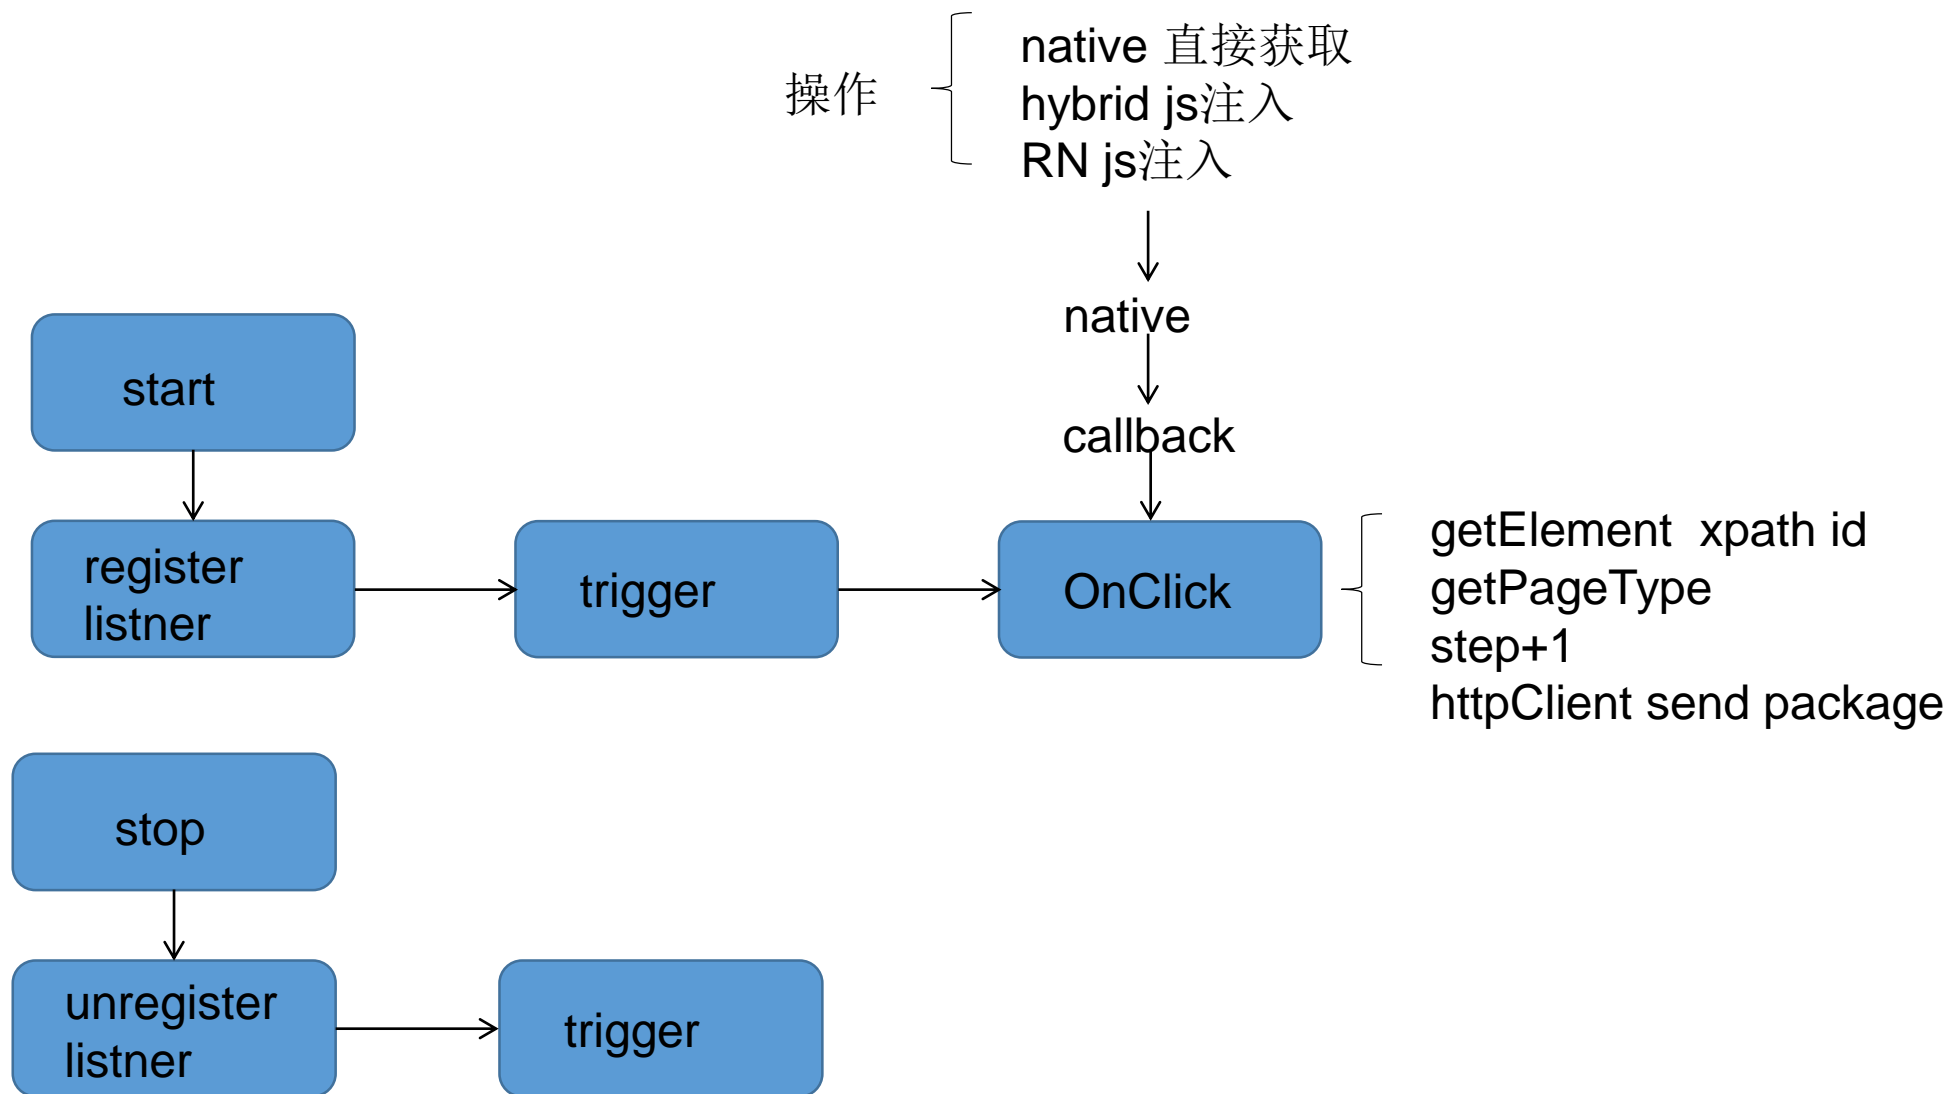 操作
native 直接获取
hybrid js注入
RN js注入
native
callback
start
register
listner
trigger
OnClick
getElement  xpath id
getPageType
step+1
httpClient send package
stop
unregister
listner
trigger